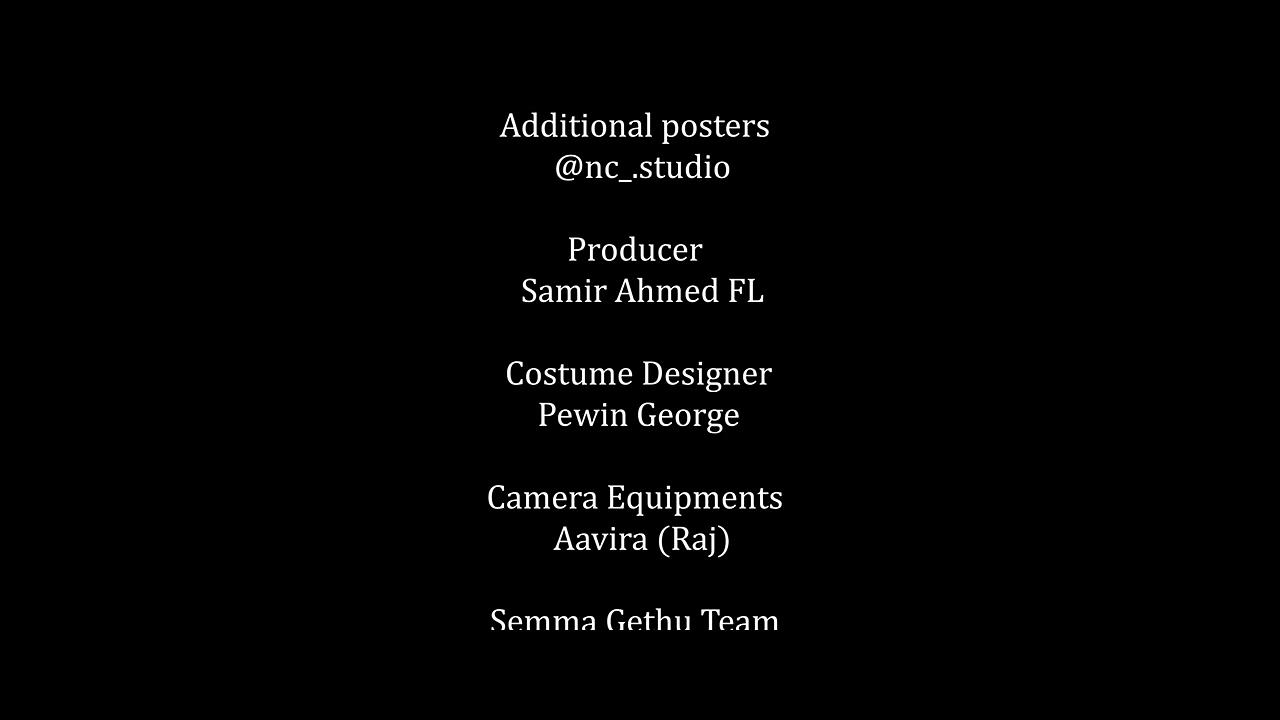 Additional posters
@nc_.studio
Producer
Samir Ahmed FL
Costume Designer
Pewin George
Camera Equipments
Aavira (Raj)
Semma Gethu Team